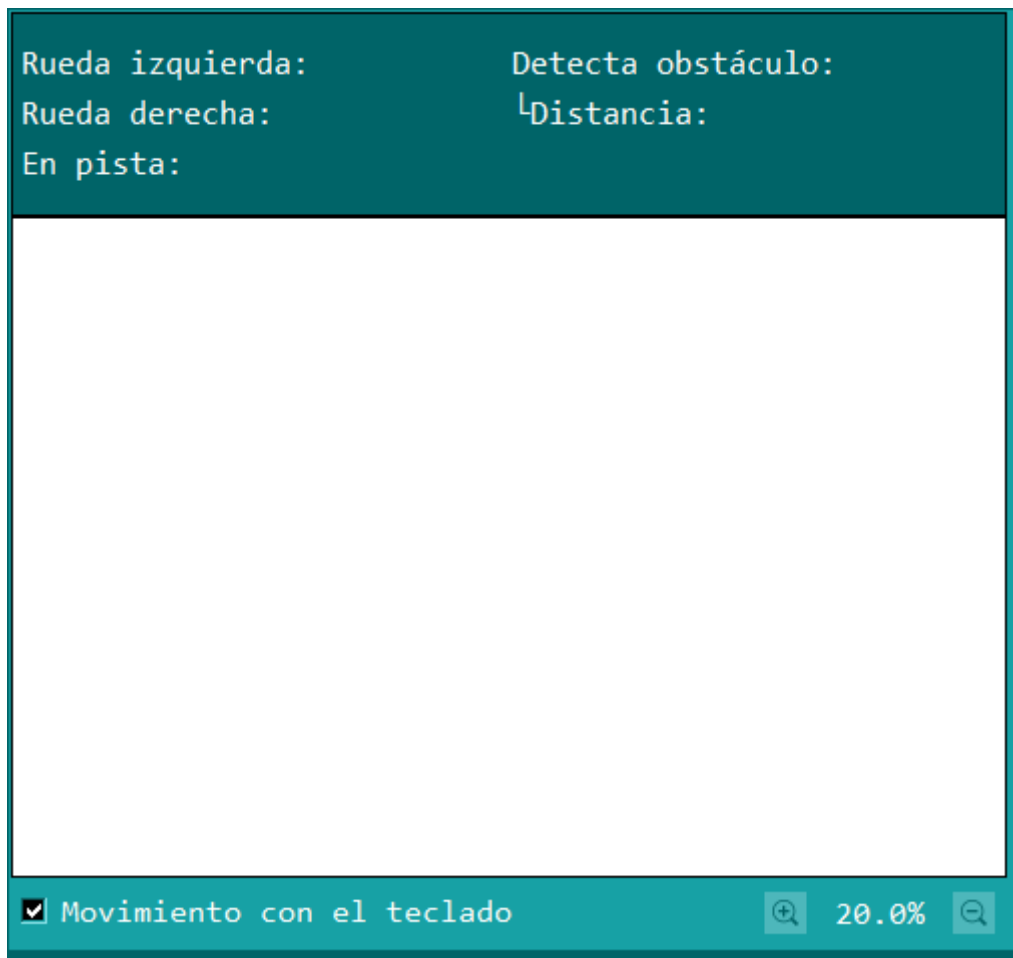 Rueda izquierda:
Rueda derecha:
En pista:
Detecta obstáculo:
└Distancia:
Movimiento con el teclado
20.0%